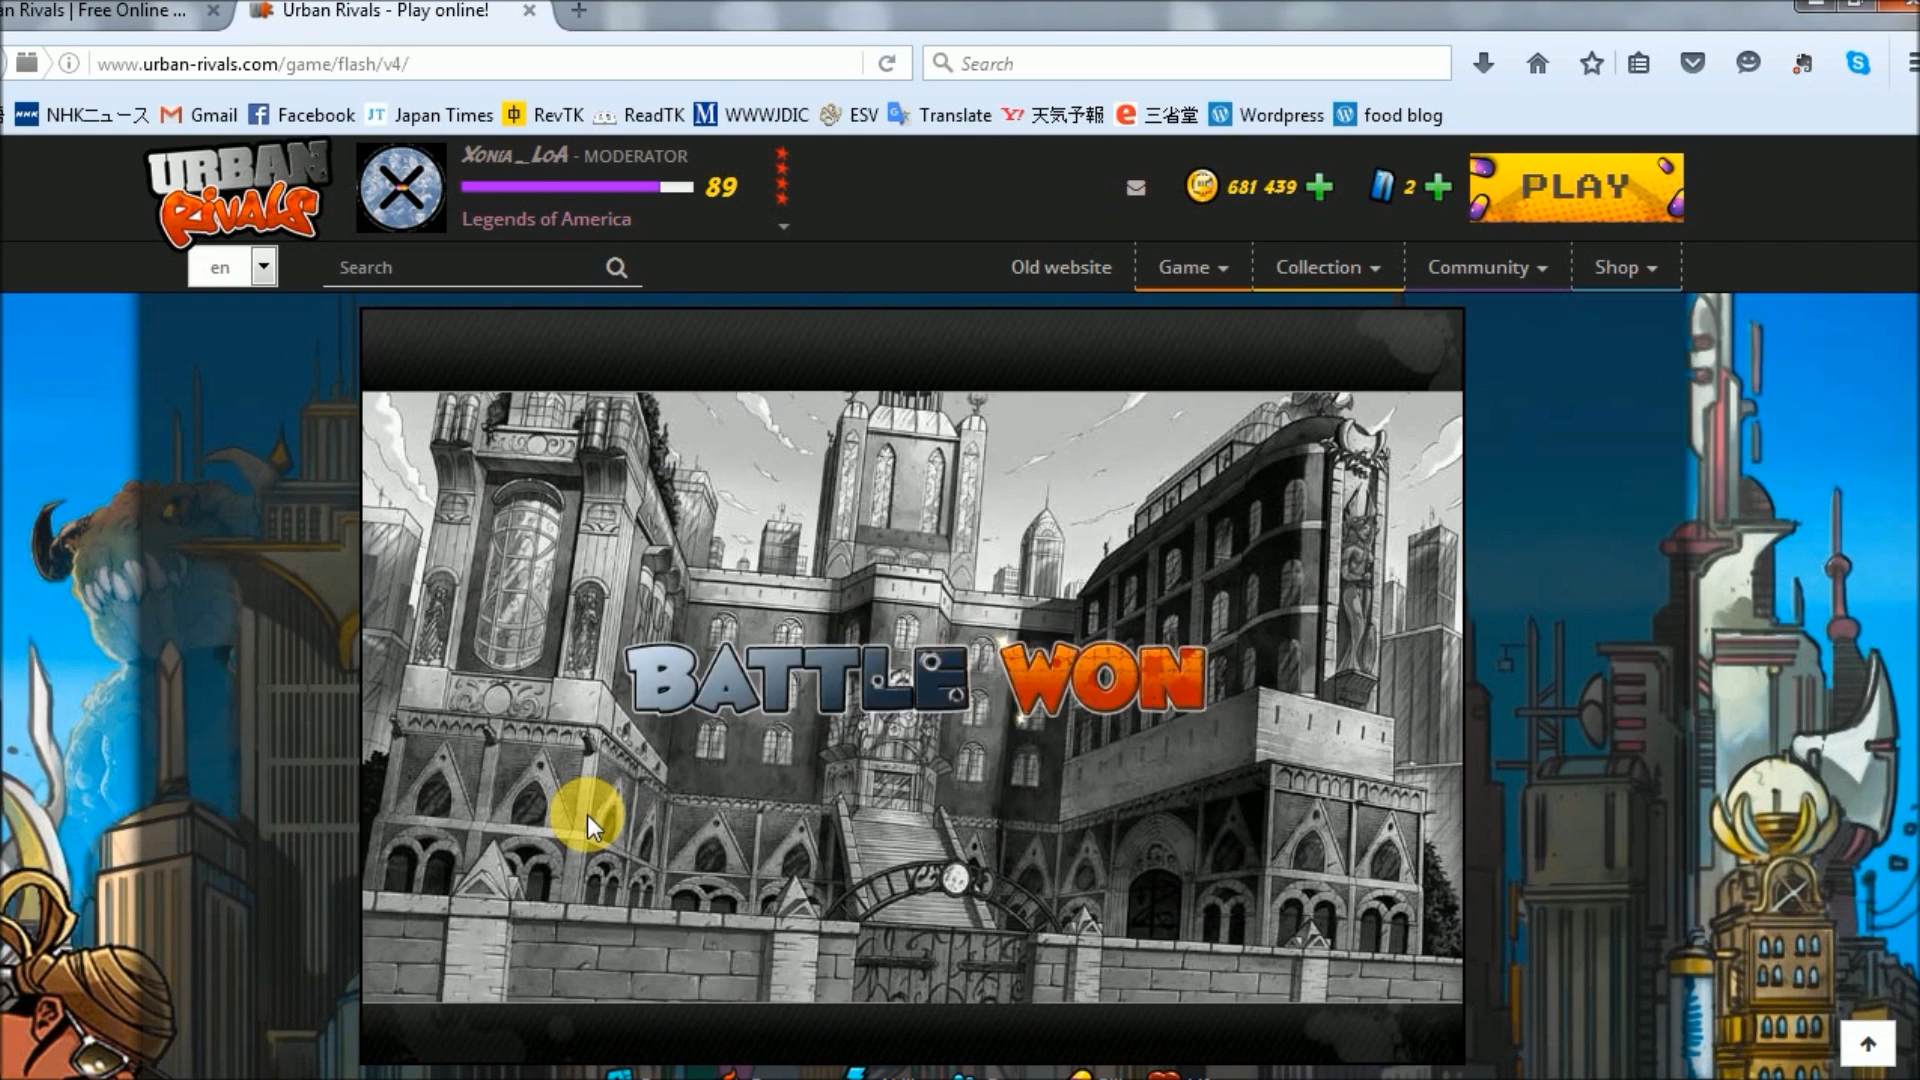 an Rivals | Free Online ...
Urban Rivals - Play online!
www.urban-rivals.com/game/flash/v4/
Search
NHKニュース
Gmail
Facebook
JT Japan Times
中 RevTK
ReadTK
M WWWJDIC
ESV
Translate
Y! 天気予報
e 三省堂
Wordpress
food blog
URBAN RIVALS
XONIA_LOA - MODERATOR
89
Legends of America
681 439
2
PLAY
en
Search
Old website
Game
Collection
Community
Shop
BATTLE WON